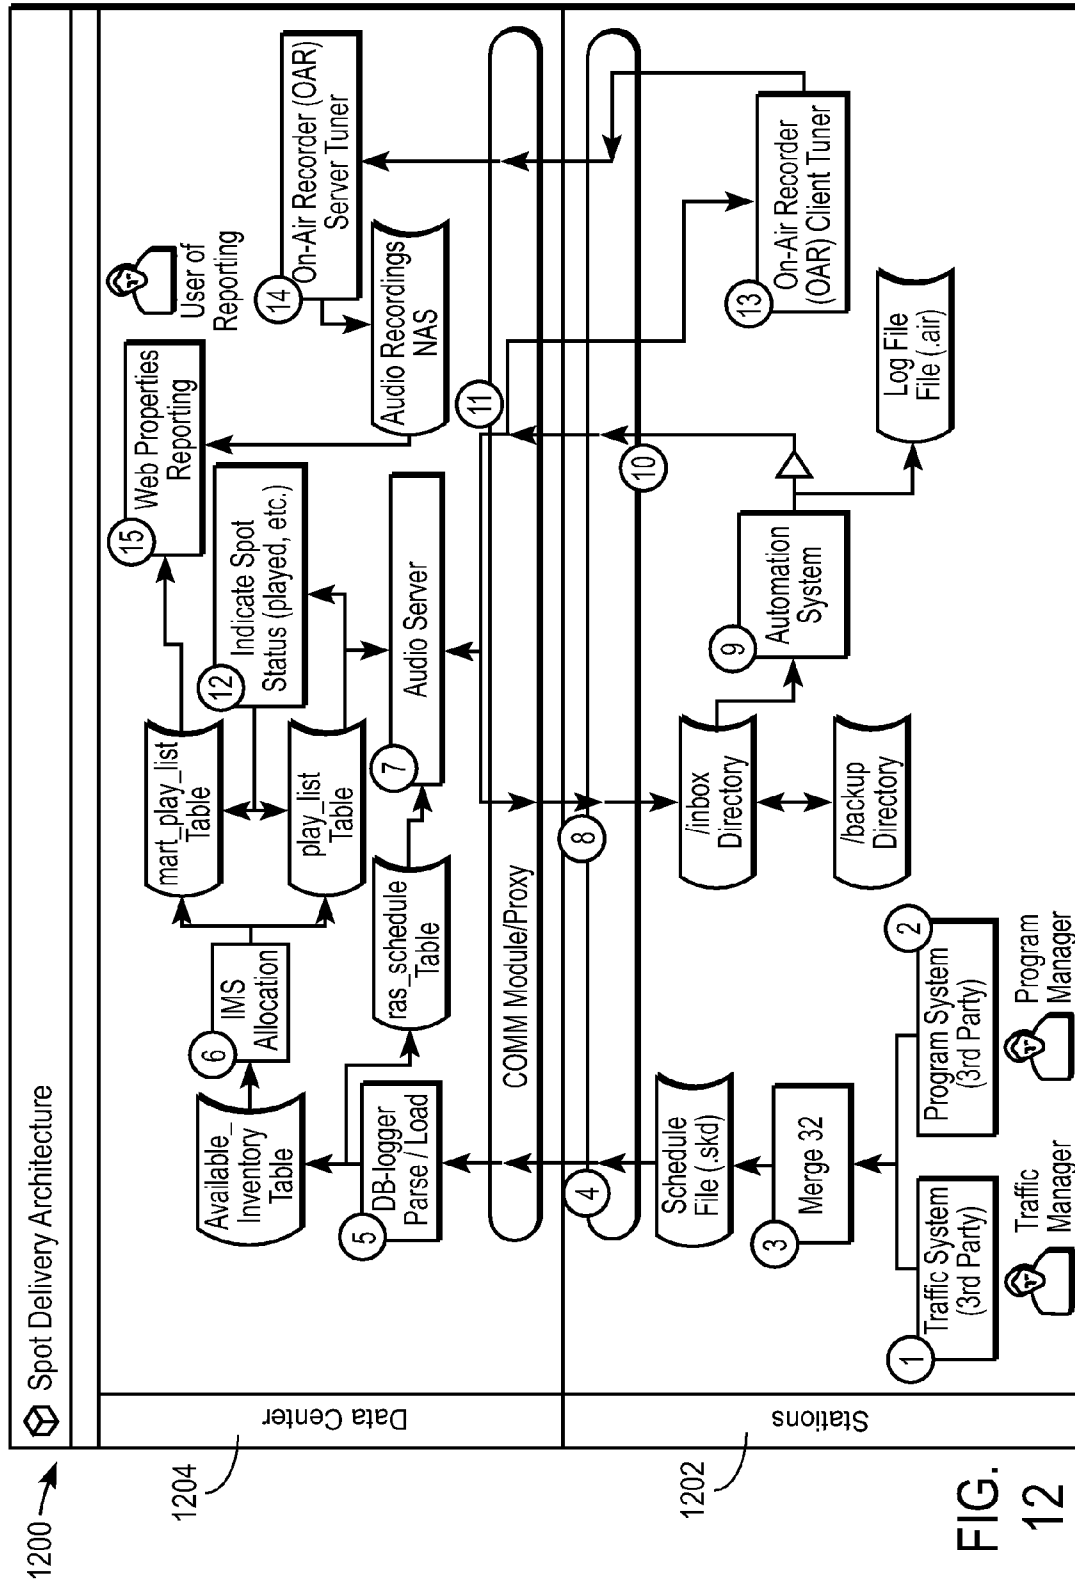 1200
Spot Delivery Architecture
1204
Data Center
Available_
Inventory
Table
6
IMS
Allocation
mart_play_list
Table
play_list
Table
12
Indicate Spot
Status (played, etc.)
15
Web Properties
Reporting
User of
Reporting
5
DB-logger
Parse / Load
ras_schedule
Table
7
Audio Server
Audio Recordings
NAS
14
On-Air Recorder (OAR)
Server Tuner
COMM Module/Proxy
11
4
8
10
1202
Stations
Schedule
File (.skd)
3
Merge 32
1
Traffic System
(3rd Party)
Traffic
Manager
2
Program System
(3rd Party)
Program
Manager
/inbox
Directory
/backup
Directory
9
Automation
System
Log File
File (.air)
13
On-Air Recorder
(OAR) Client Tuner
FIG.
12